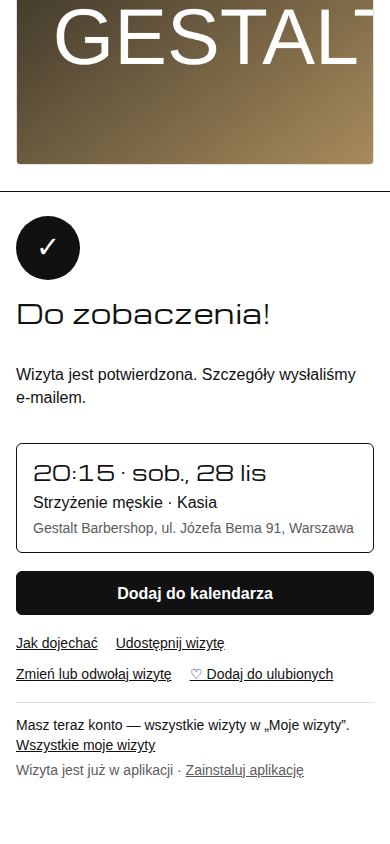 GESTALT
✓
Do zobaczenia!
Wizyta jest potwierdzona. Szczegóły wysłaliśmy
e-mailem.
20:15 · sob., 28 lis
Strzyżenie męskie · Kasia
Gestalt Barbershop, ul. Józefa Bema 91, Warszawa
Dodaj do kalendarza
Jak dojechać Udostępnij wizytę
Zmień lub odwołaj wizytę ♡ Dodaj do ulubionych
Masz teraz konto — wszystkie wizyty w „Moje wizyty”.
Wszystkie moje wizyty
Wizyta jest już w aplikacji · Zainstaluj aplikację